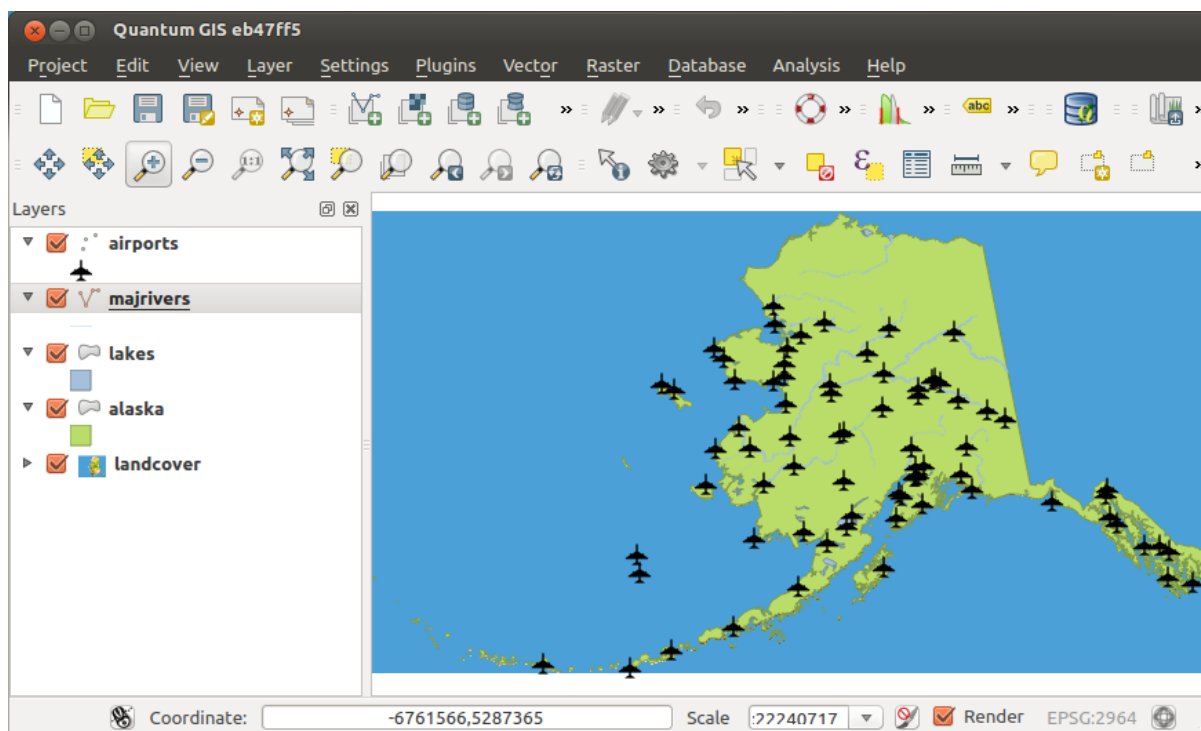 Quantum GIS eb47ff5
Project Edit View Layer Settings Plugins Vector Raster Database Analysis Help
abc
1:1
Layers
airports
majrivers
lakes
alaska
landcover
Coordinate: -6761566,5287365 Scale :22240717 Render EPSG:2964